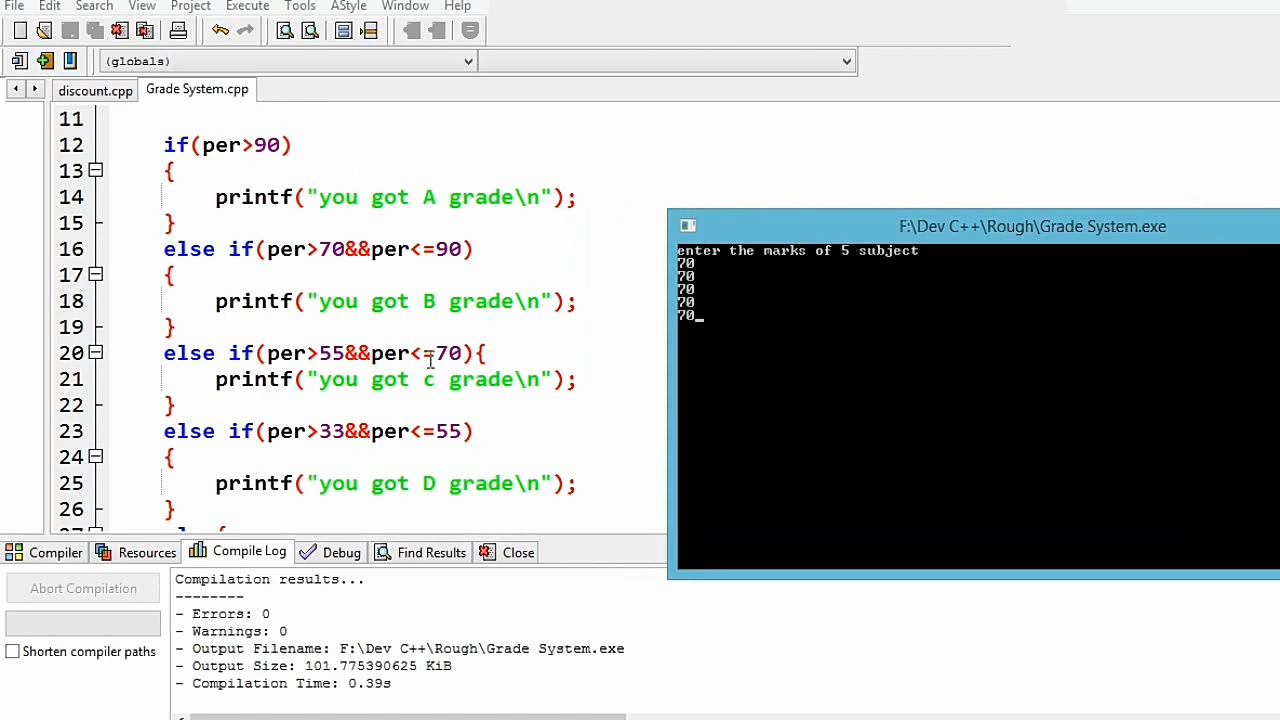 File Edit Search View Project Execute Tools AStyle Window Help
(globals)
discount.cpp Grade System.cpp
11
12 if(per>90)
13 {
14 printf("you got A grade\n");
15 }
16 else if(per>70&&per<=90)
17 {
18 printf("you got B grade\n");
19 }
20 else if(per>55&&per<=70){
21 printf("you got c grade\n");
22 }
23 else if(per>33&&per<=55)
24 {
25 printf("you got D grade\n");
26 }
F:\Dev C++\Rough\Grade System.exe
enter the marks of 5 subject
70
70
70
70
70_
Compiler Resources Compile Log Debug Find Results Close
Abort Compilation
Shorten compiler paths
Compilation results...
--------
- Errors: 0
- Warnings: 0
- Output Filename: F:\Dev C++\Rough\Grade System.exe
- Output Size: 101.775390625 KiB
- Compilation Time: 0.39s